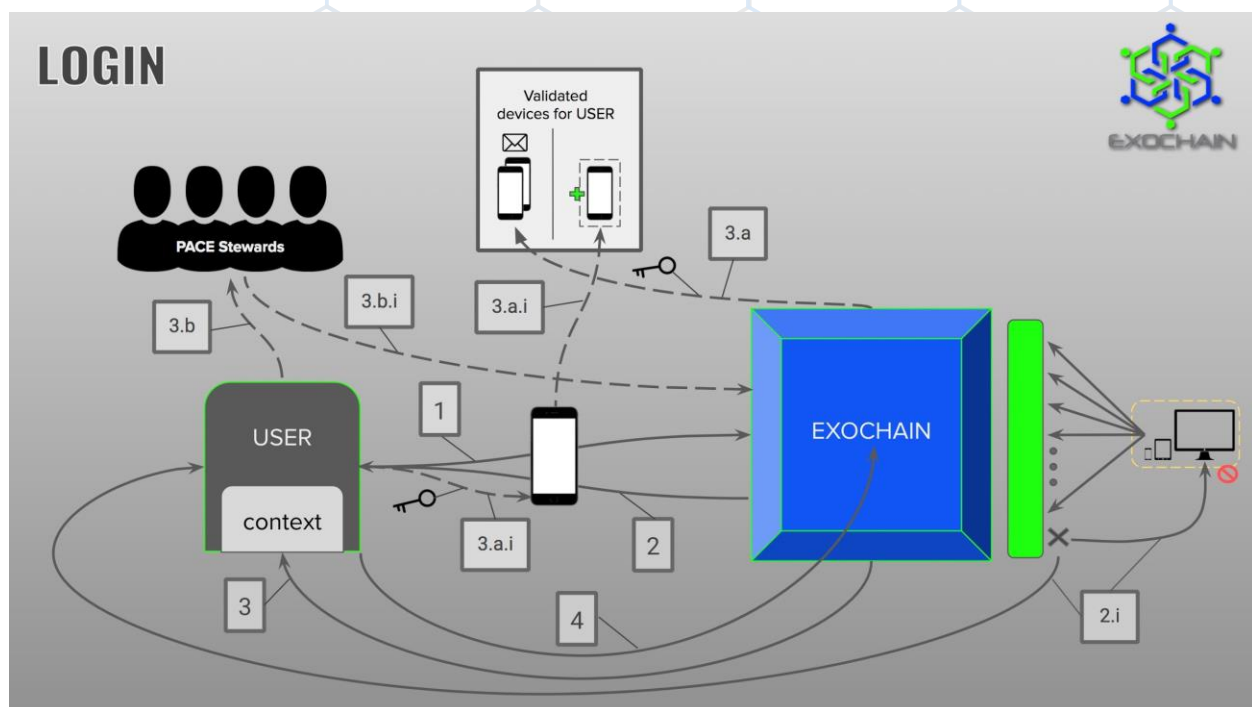 LOGIN
EXOCHAIN
Validated
devices for USER
PACE Stewards
3.a
3.b.i
3.a.i
3.b
1
USER
EXOCHAIN
context
3.a.i
2
3
4
2.i